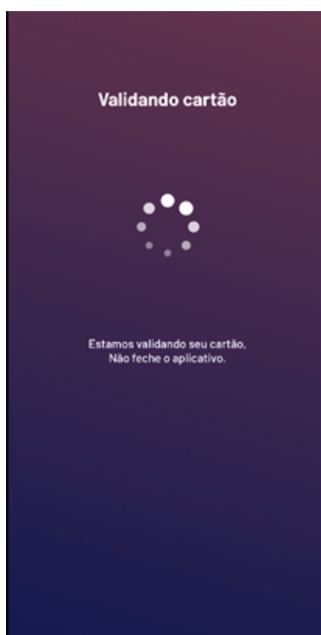 Validando cartão
Estamos validando seu cartão,
Não feche o aplicativo.